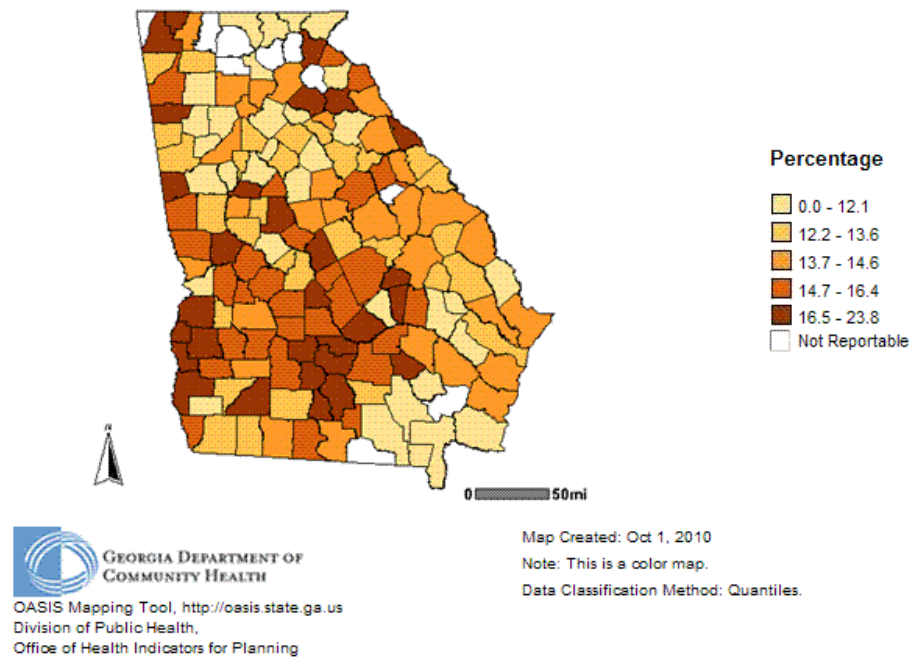 Percentage
0.0 - 12.1
12.2 - 13.6
13.7 - 14.6
14.7 - 16.4
16.5 - 23.8
Not Reportable
N
0 50mi
GEORGIA DEPARTMENT OF
COMMUNITY HEALTH
OASIS Mapping Tool, http://oasis.state.ga.us
Division of Public Health,
Office of Health Indicators for Planning
Map Created: Oct 1, 2010
Note: This is a color map.
Data Classification Method: Quantiles.